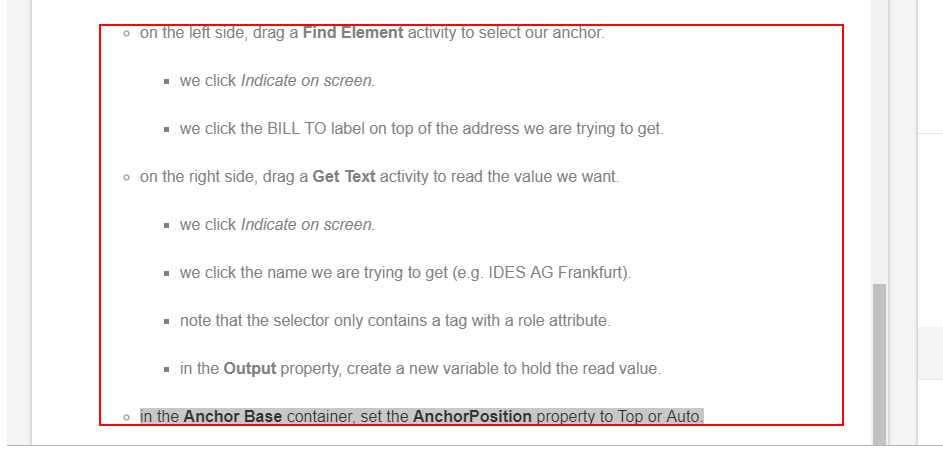 on the left side, drag a Find Element activity to select our anchor.
we click Indicate on screen.
we click the BILL TO label on top of the address we are trying to get.
on the right side, drag a Get Text activity to read the value we want.
we click Indicate on screen.
we click the name we are trying to get (e.g. IDES AG Frankfurt).
note that the selector only contains a tag with a role attribute.
in the Output property, create a new variable to hold the read value.
in the Anchor Base container, set the AnchorPosition property to Top or Auto.